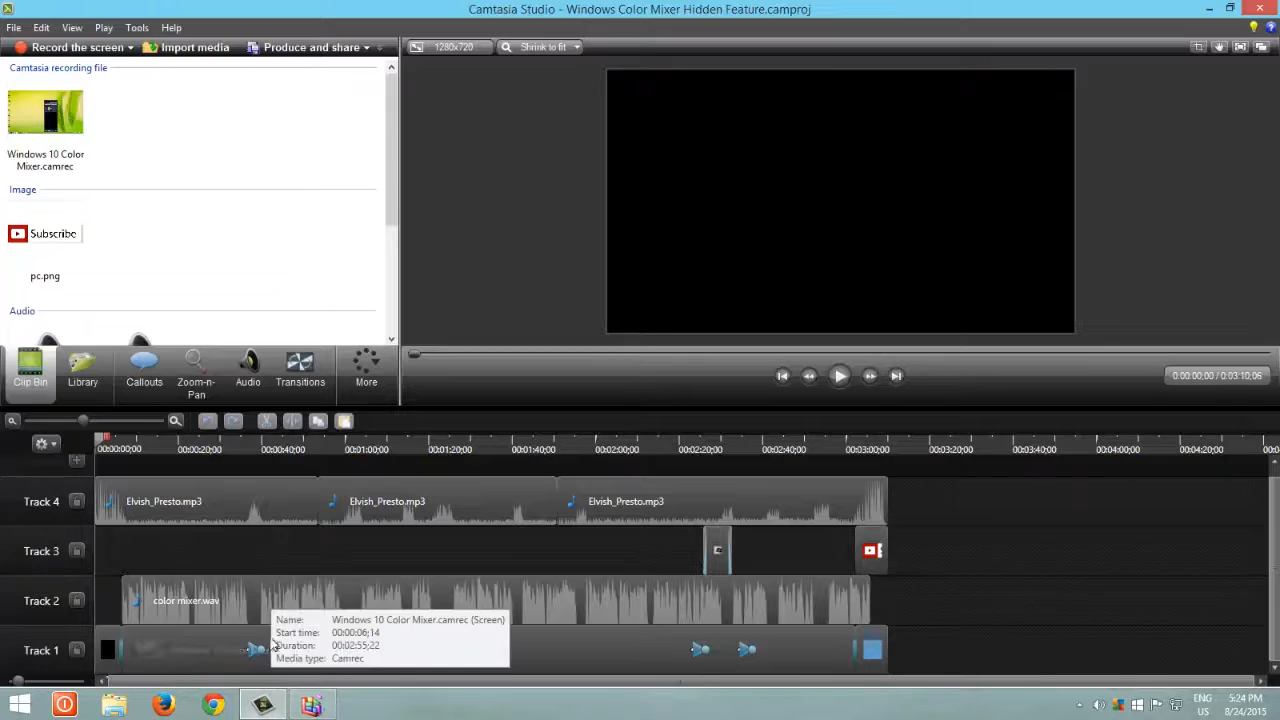 Camtasia Studio - Windows Color Mixer Hidden Feature.camproj
File Edit View Play Tools Help
Record the screen Import media Produce and share 1280x720 Shrink to fit
Camtasia recording file
Windows 10 Color
Mixer.camrec
Image
Subscribe
pc.png
Audio
Clip Bin Library Callouts Zoom-n-
Pan Audio Transitions More
0:00:00;00 / 0:03:10;06
00:00:00;00 00:00:20;00 00:00:40;00 00:01:00;00 00:01:20;00 00:01:40;00 00:02:00;00 00:02:20;00 00:02:40;00 00:03:00;00 00:03:20;00 00:03:40;00 00:04:00;00 00:04:20;00 00:04:
Track 4 Elvish_Presto.mp3 Elvish_Presto.mp3 Elvish_Presto.mp3
Track 3
Track 2 color mixer.wav
Name: Windows 10 Color Mixer.camrec (Screen)
Start time: 00:00:06;14
Duration: 00:02:55;22
Media type: Camrec
Track 1
ENG 5:24 PM
US 8/24/2015